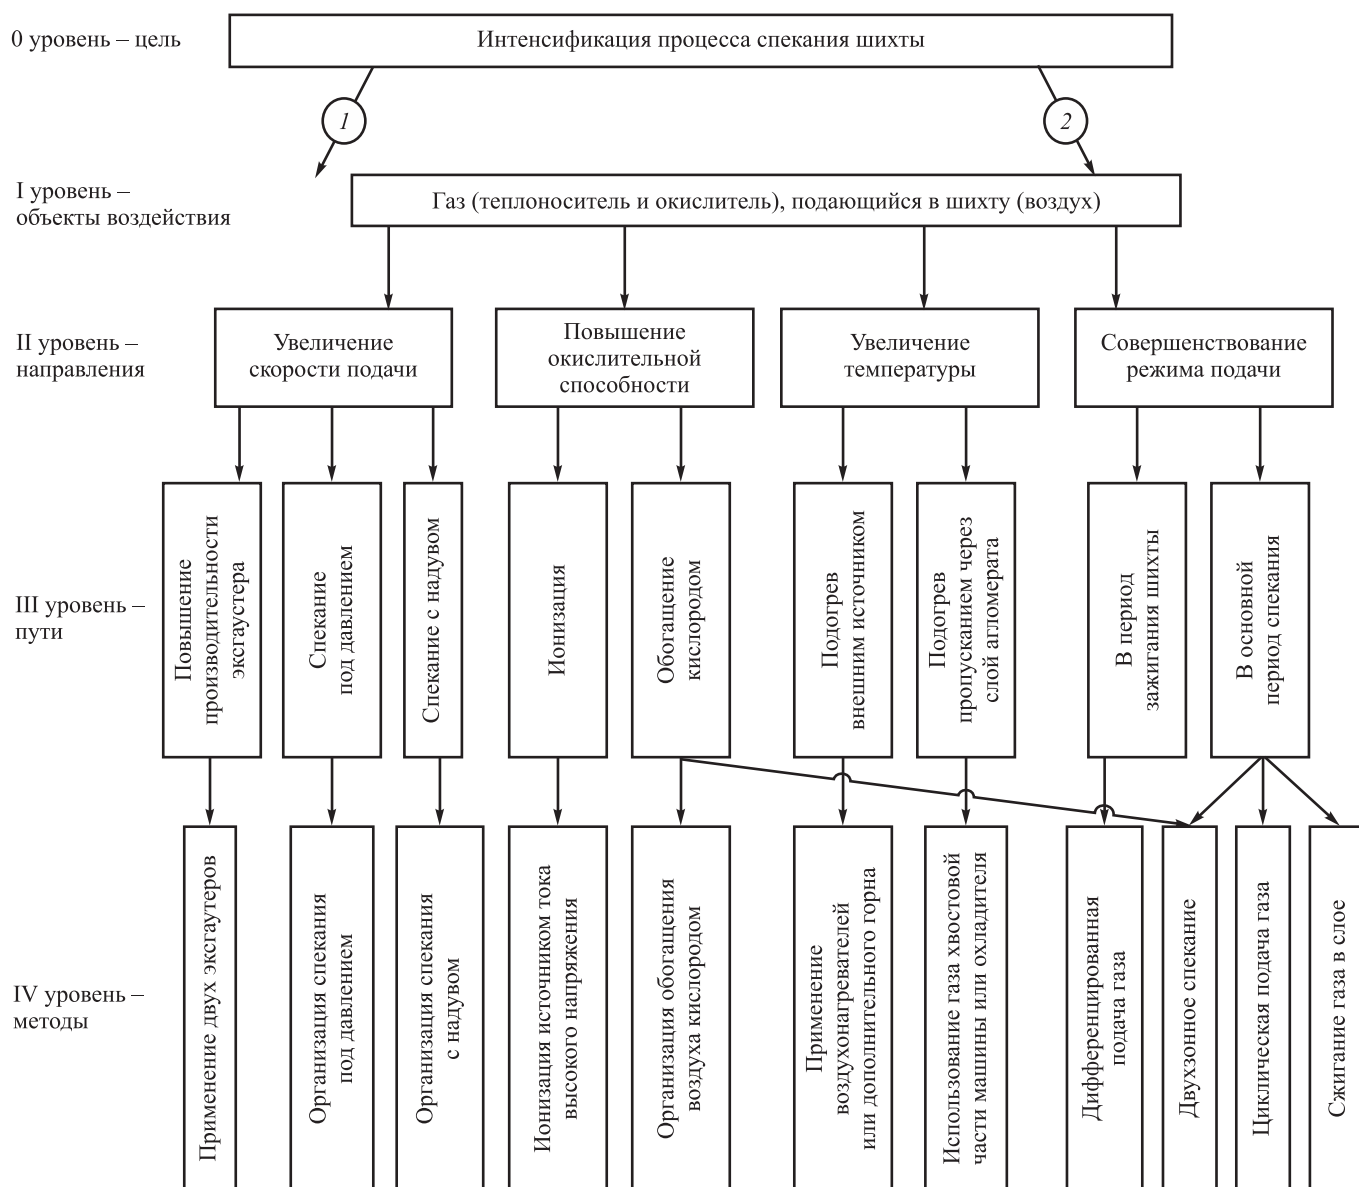 0 уровень – цель
Интенсификация процесса спекания шихты
1
2
I уровень –
объекты воздействия
Газ (теплоноситель и окислитель), подающийся в шихту (воздух)
II уровень –
направления
Увеличение
скорости подачи
Повышение
окислительной
способности
Увеличение
температуры
Совершенствование
режима подачи
III уровень –
пути
Повышение
производительности
эксгаустера
Спекание
под давлением
Спекание с надувом
Ионизация
Обогащение
кислородом
Подогрев
внешним источником
Подогрев
пропусканием через
слой агломерата
В период
зажигания шихты
В основной
период спекания
IV уровень –
методы
Применение двух эксгаутеров
Организация спекания
под давлением
Организация спекания
с надувом
Ионизация источником тока
высокого напряжения
Организация обогащения
воздуха кислородом
Применение
воздухонагревателей
или дополнительного горна
Использование газа хвостовой
части машины или охладителя
Дифференцированная
подача газа
Двухзонное спекание
Циклическая подача газа
Сжигание газа в слое